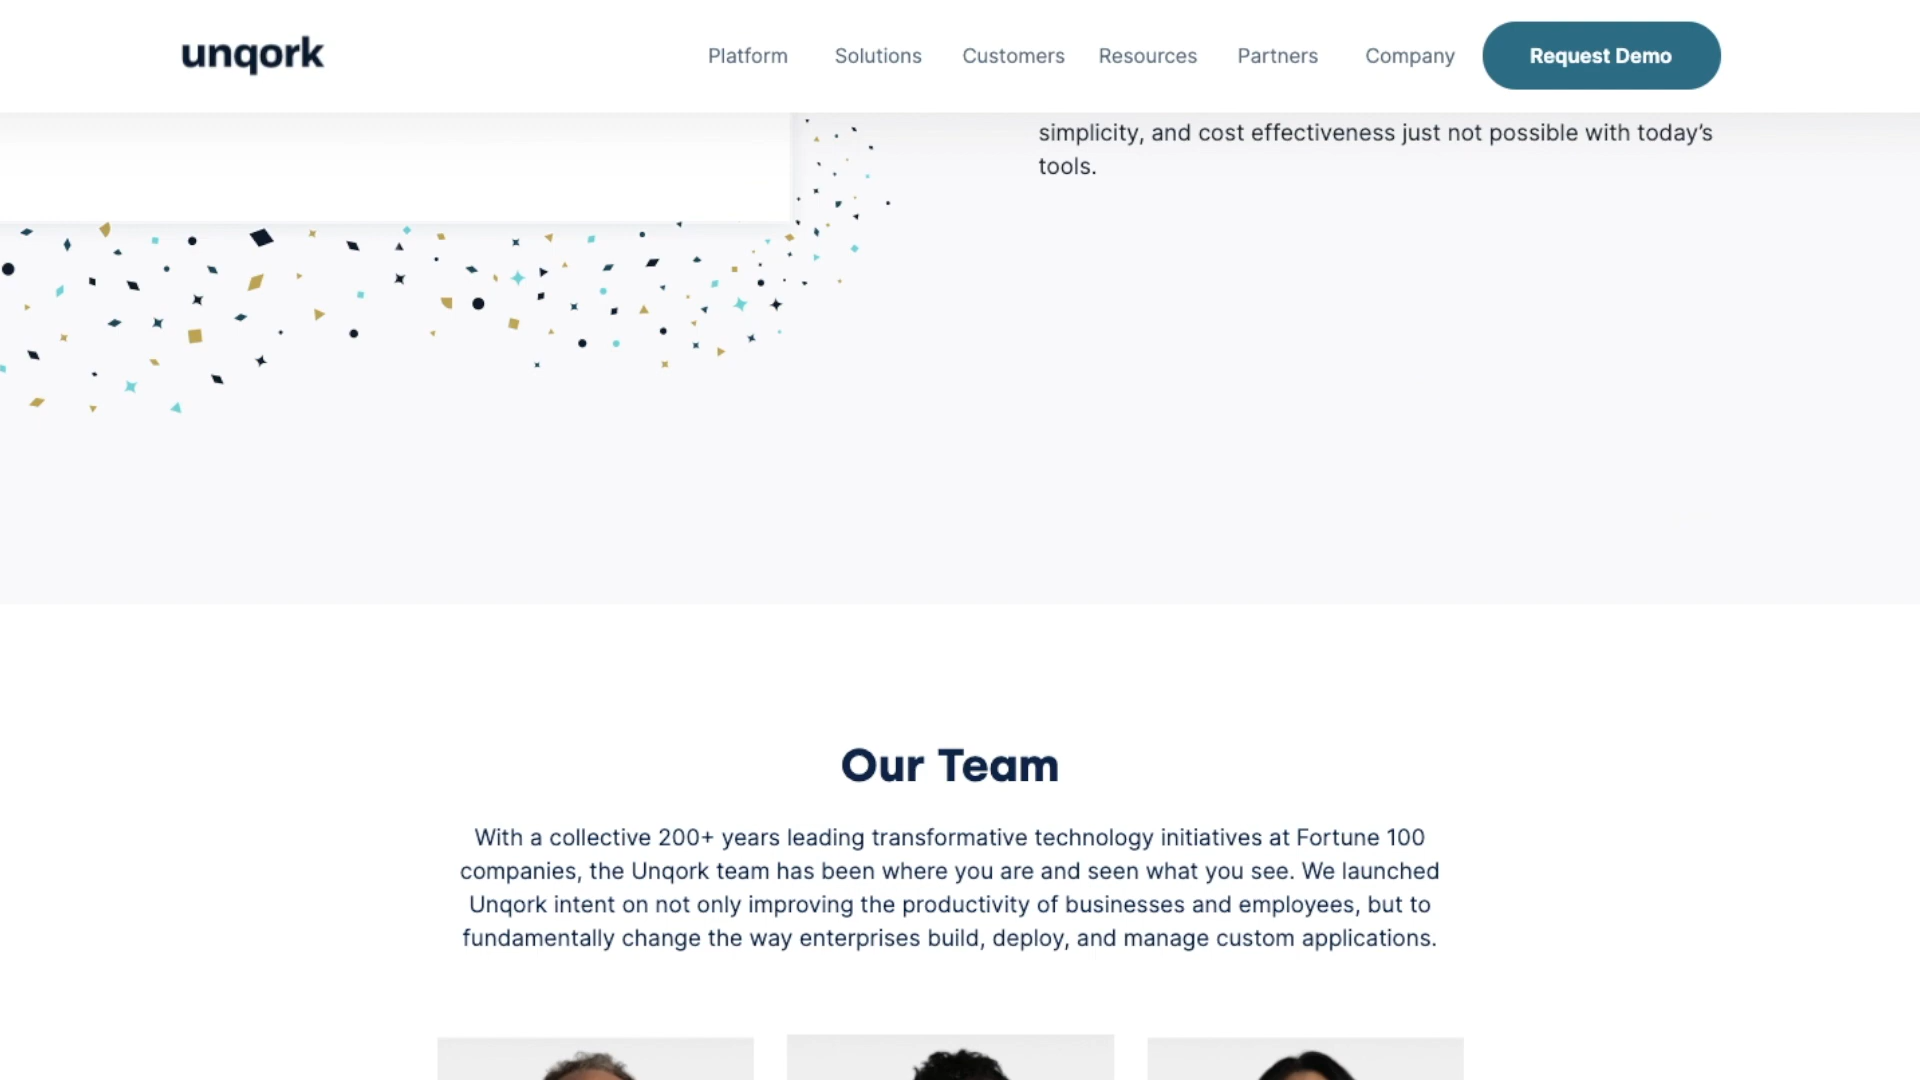 unqork
Platform
Solutions
Customers
Resources
Partners
Company
Request Demo
simplicity, and cost effectiveness just not possible with today’s
tools.
Our Team
With a collective 200+ years leading transformative technology initiatives at Fortune 100
companies, the Unqork team has been where you are and seen what you see. We launched
Unqork intent on not only improving the productivity of businesses and employees, but to
fundamentally change the way enterprises build, deploy, and manage custom applications.